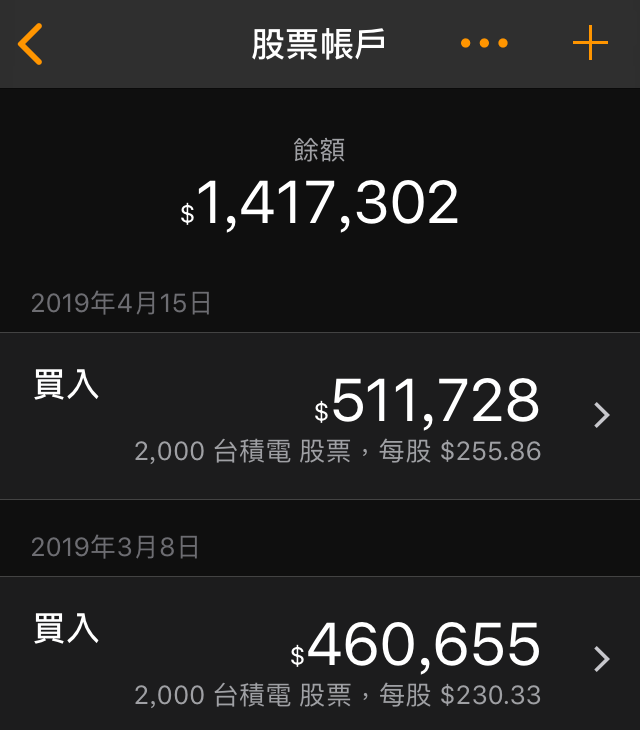 股票帳戶
餘額
$1,417,302
2019年4月15日
買入
$511,728
2,000 台積電 股票，每股 $255.86
2019年3月8日
買入
$460,655
2,000 台積電 股票，每股 $230.33